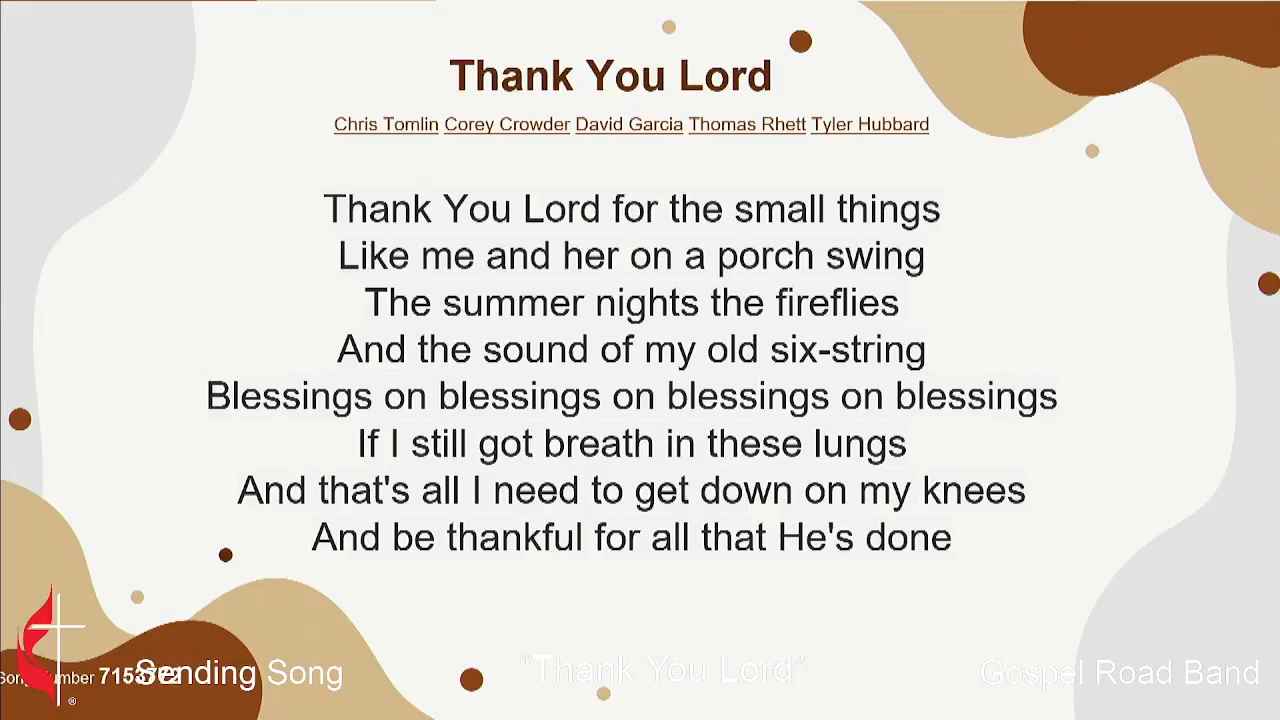 Thank You Lord
Chris Tomlin Corey Crowder David Garcia Thomas Rhett Tyler Hubbard
Thank You Lord for the small things
Like me and her on a porch swing
The summer nights the fireflies
And the sound of my old six-string
Blessings on blessings on blessings on blessings
If I still got breath in these lungs
And that's all I need to get down on my knees
And be thankful for all that He's done
Sending Song “Thank You Lord” Gospel Road Band
®